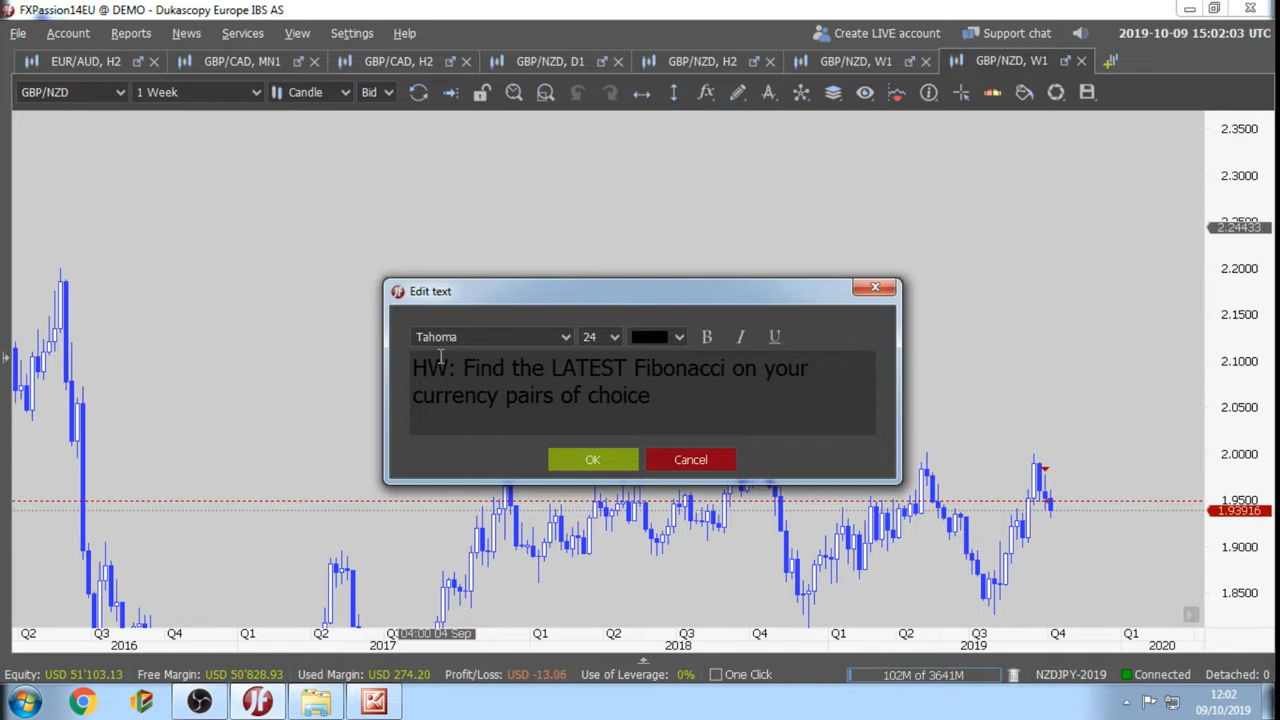 FXPassion14EU @ DEMO - Dukascopy Europe IBS AS
File Account Reports News Services View Settings Help Create LIVE account Support chat 2019-10-09 15:02:03 UTC
EUR/AUD, H2 GBP/CAD, MN1 GBP/CAD, H2 GBP/NZD, D1 GBP/NZD, H2 GBP/NZD, W1 GBP/NZD, W1
GBP/NZD 1 Week Candle Bid
2.3500
2.3000
2.24433
2.2000
2.1500
2.1000
2.0500
2.0000
1.9500
1.93916
1.9000
1.8500
Edit text
Tahoma 24 B I U
HW: Find the LATEST Fibonacci on your
currency pairs of choice
OK Cancel
Q2 Q3 Q4 Q1 Q2 04:00 04 Sep Q1 Q2 Q3 Q4 Q1 Q2 Q3 Q4 Q1
2016 2017 2018 2019 2020
Equity: USD 51'103.13 Free Margin: USD 50'828.93 Used Margin: USD 274.20 Profit/Loss: USD -13.06 Use of Leverage: 0% One Click 102M of 3641M NZDJPY-2019 Connected Detached: 0
12:02
09/10/2019